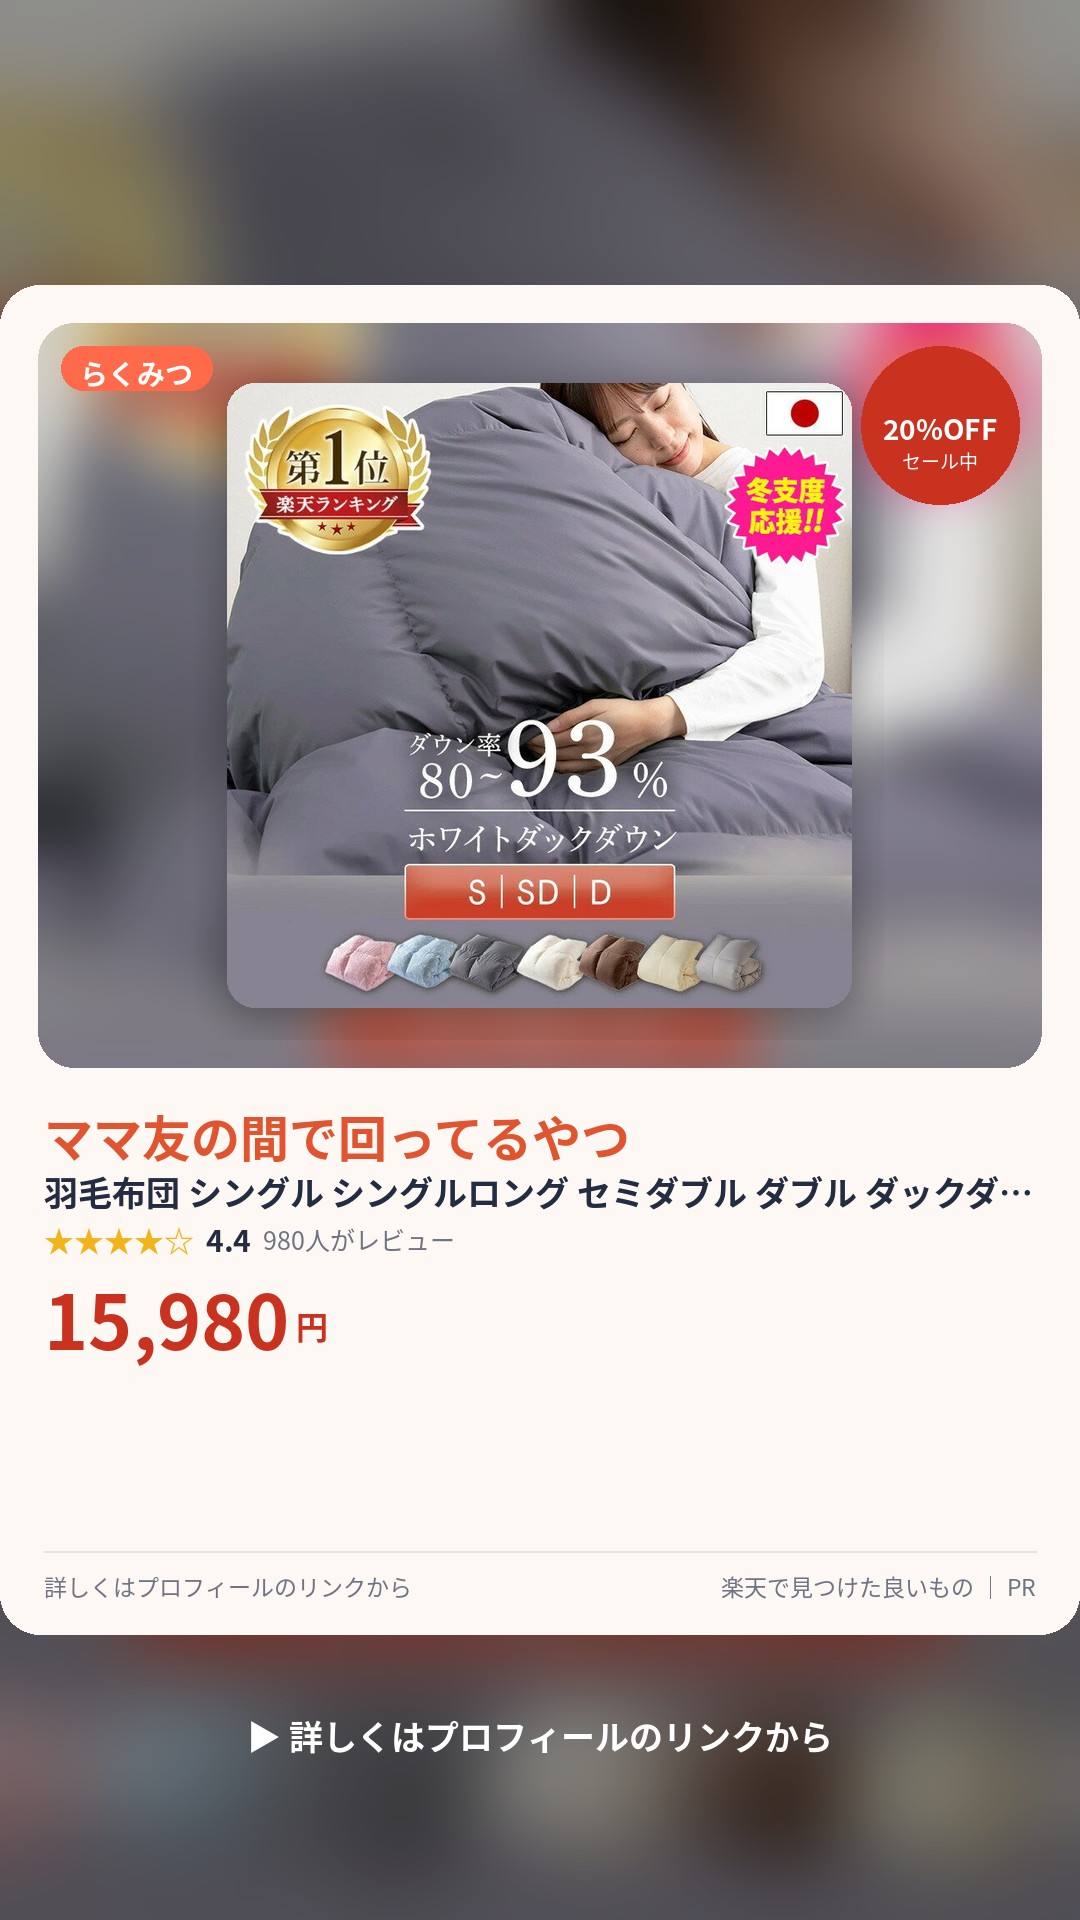 らくみつ
20%OFF
セール中
第1位
楽天ランキング
冬支度
応援!!
ダウン率
80~93%
ホワイトダックダウン
S｜SD｜D
ママ友の間で回ってるやつ
羽毛布団 シングル シングルロング セミダブル ダブル ダックダ…
★★★★☆ 4.4 980人がレビュー
15,980円
詳しくはプロフィールのリンクから
楽天で見つけた良いもの ｜ PR
▶ 詳しくはプロフィールのリンクから